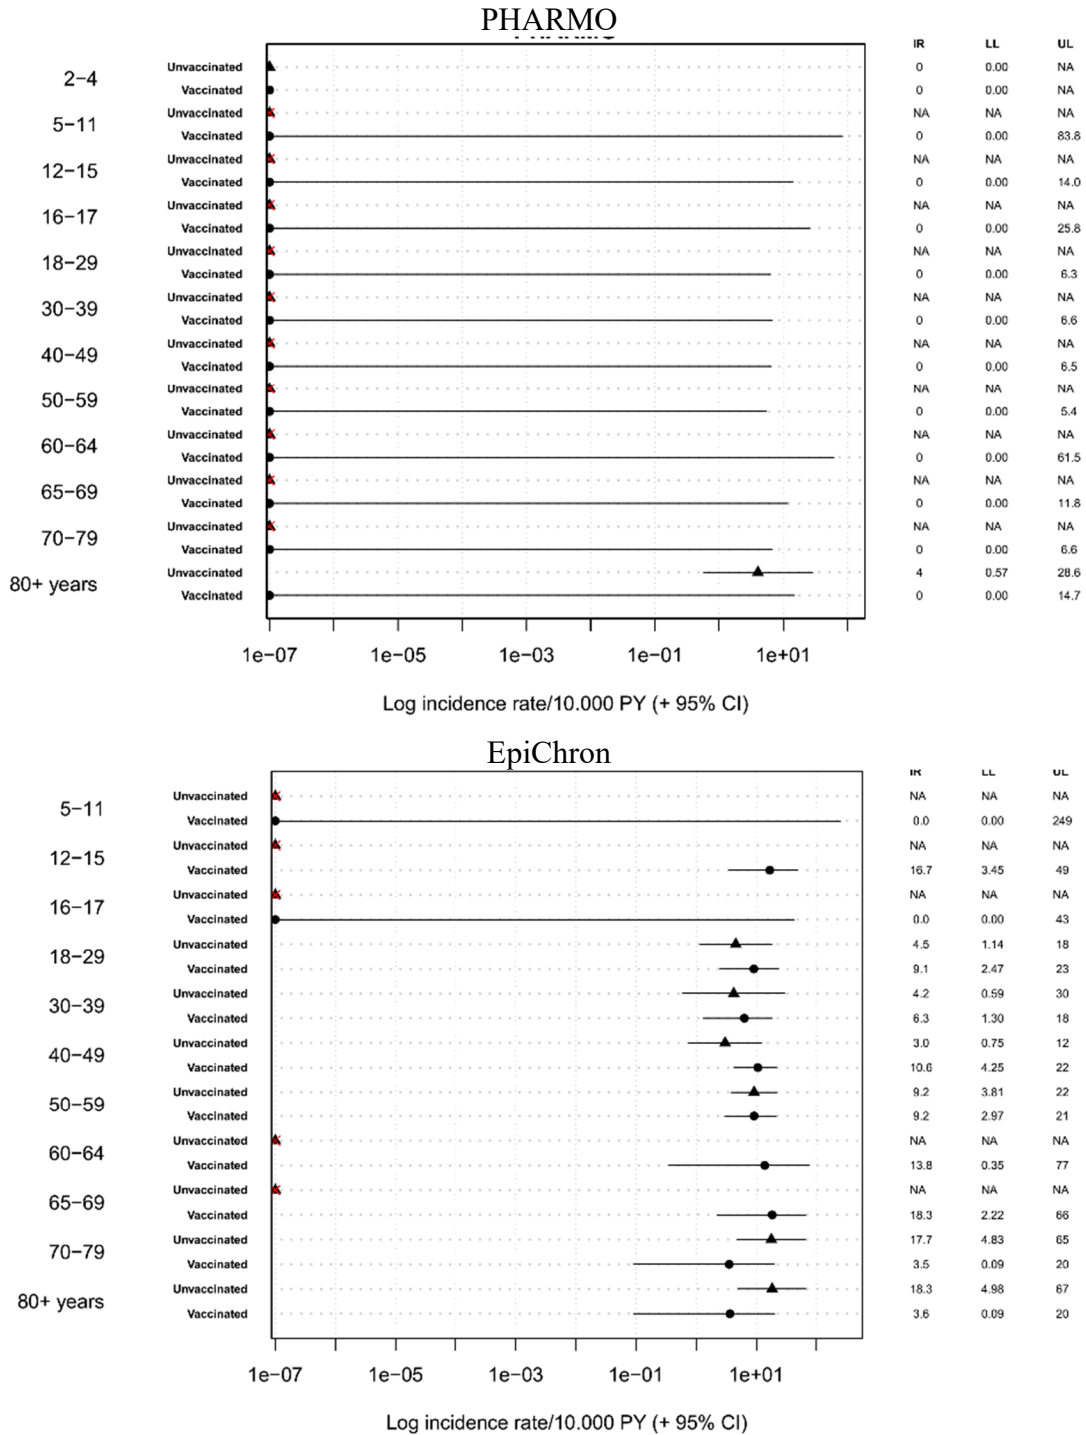 PHARMO
IR LL UL
2−4
Unvaccinated 0 0.00 NA
Vaccinated 0 0.00 NA
5−11
Unvaccinated NA NA NA
Vaccinated 0 0.00 83.8
12−15
Unvaccinated NA NA NA
Vaccinated 0 0.00 14.0
16−17
Unvaccinated NA NA NA
Vaccinated 0 0.00 25.8
18−29
Unvaccinated NA NA NA
Vaccinated 0 0.00 6.3
30−39
Unvaccinated NA NA NA
Vaccinated 0 0.00 6.6
40−49
Unvaccinated NA NA NA
Vaccinated 0 0.00 6.5
50−59
Unvaccinated NA NA NA
Vaccinated 0 0.00 5.4
60−64
Unvaccinated NA NA NA
Vaccinated 0 0.00 61.5
65−69
Unvaccinated NA NA NA
Vaccinated 0 0.00 11.8
70−79
Unvaccinated NA NA NA
Vaccinated 0 0.00 6.6
80+ years
Unvaccinated 4 0.57 28.6
Vaccinated 0 0.00 14.7
1e−07 1e−05 1e−03 1e−01 1e+01
Log incidence rate/10.000 PY (+ 95% CI)
EpiChron
IR LL UL
5−11
Unvaccinated NA NA NA
Vaccinated 0.0 0.00 249
12−15
Unvaccinated NA NA NA
Vaccinated 16.7 3.45 49
16−17
Unvaccinated NA NA NA
Vaccinated 0.0 0.00 43
18−29
Unvaccinated 4.5 1.14 18
Vaccinated 9.1 2.47 23
30−39
Unvaccinated 4.2 0.59 30
Vaccinated 6.3 1.30 18
40−49
Unvaccinated 3.0 0.75 12
Vaccinated 10.6 4.25 22
50−59
Unvaccinated 9.2 3.81 22
Vaccinated 9.2 2.97 21
60−64
Unvaccinated NA NA NA
Vaccinated 13.8 0.35 77
65−69
Unvaccinated NA NA NA
Vaccinated 18.3 2.22 66
70−79
Unvaccinated 17.7 4.83 65
Vaccinated 3.5 0.09 20
80+ years
Unvaccinated 18.3 4.98 67
Vaccinated 3.6 0.09 20
1e−07 1e−05 1e−03 1e−01 1e+01
Log incidence rate/10.000 PY (+ 95% CI)